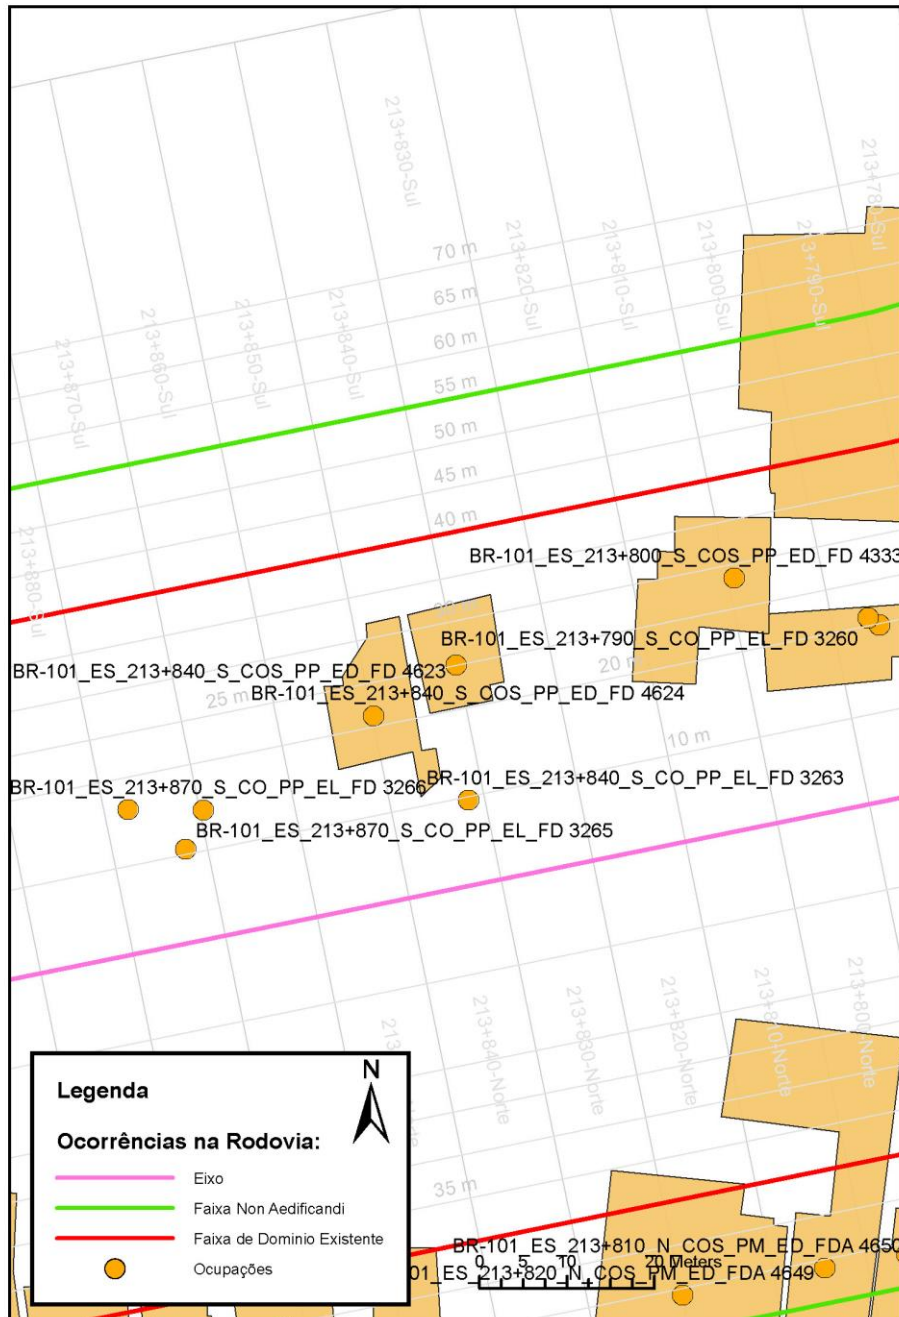 213+830-Sul
213+780-Sul
70 m
213+820-Sul
213+810-Sul
213+800-Sul
213+790-Sul
65 m
213+850-Sul
213+840-Sul
213+860-Sul
60 m
213+870-Sul
55 m
50 m
45 m
40 m
213+880-Sul
BR-101_ES_213+800_S_COS_PP_ED_FD 4333
BR-101_ES_213+790_S_CO_PP_EL_FD 3260
20 m
BR-101_ES_213+840_S_COS_PP_ED_FD 4623
BR-101_ES_213+840_S_COS_PP_ED_FD 4624
25 m
10 m
BR-101_ES_213+870_S_CO_PP_EL_FD 3266
BR-101_ES_213+840_S_CO_PP_EL_FD 3263
BR-101_ES_213+870_S_CO_PP_EL_FD 3265
213+840-Norte
213+830-Norte
213+820-Norte
213+810-Norte
213+800-Norte
35 m
Legenda
N
Ocorrências na Rodovia:
Eixo
Faixa Non Aedificandi
Faixa de Dominio Existente
Ocupações
BR-101_ES_213+810_N_COS_PM_ED_FDA 4650
0 5 10 20 Meters
01_ES_213+820_N_COS_PM_ED_FDA 4649